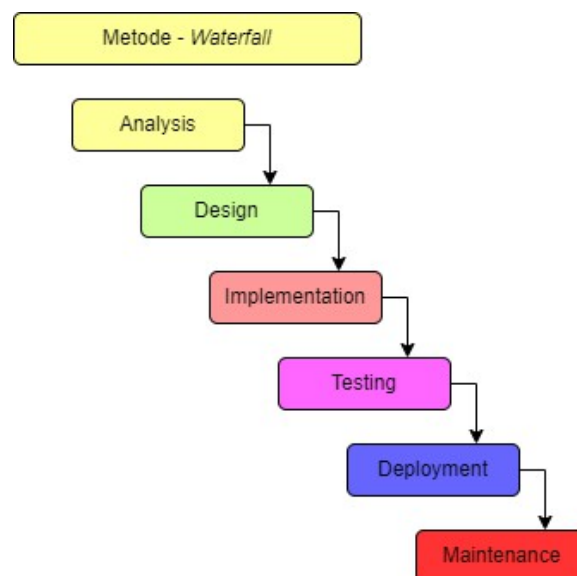 Metode - Waterfall
Analysis
Design
Implementation
Testing
Deployment
Maintenance